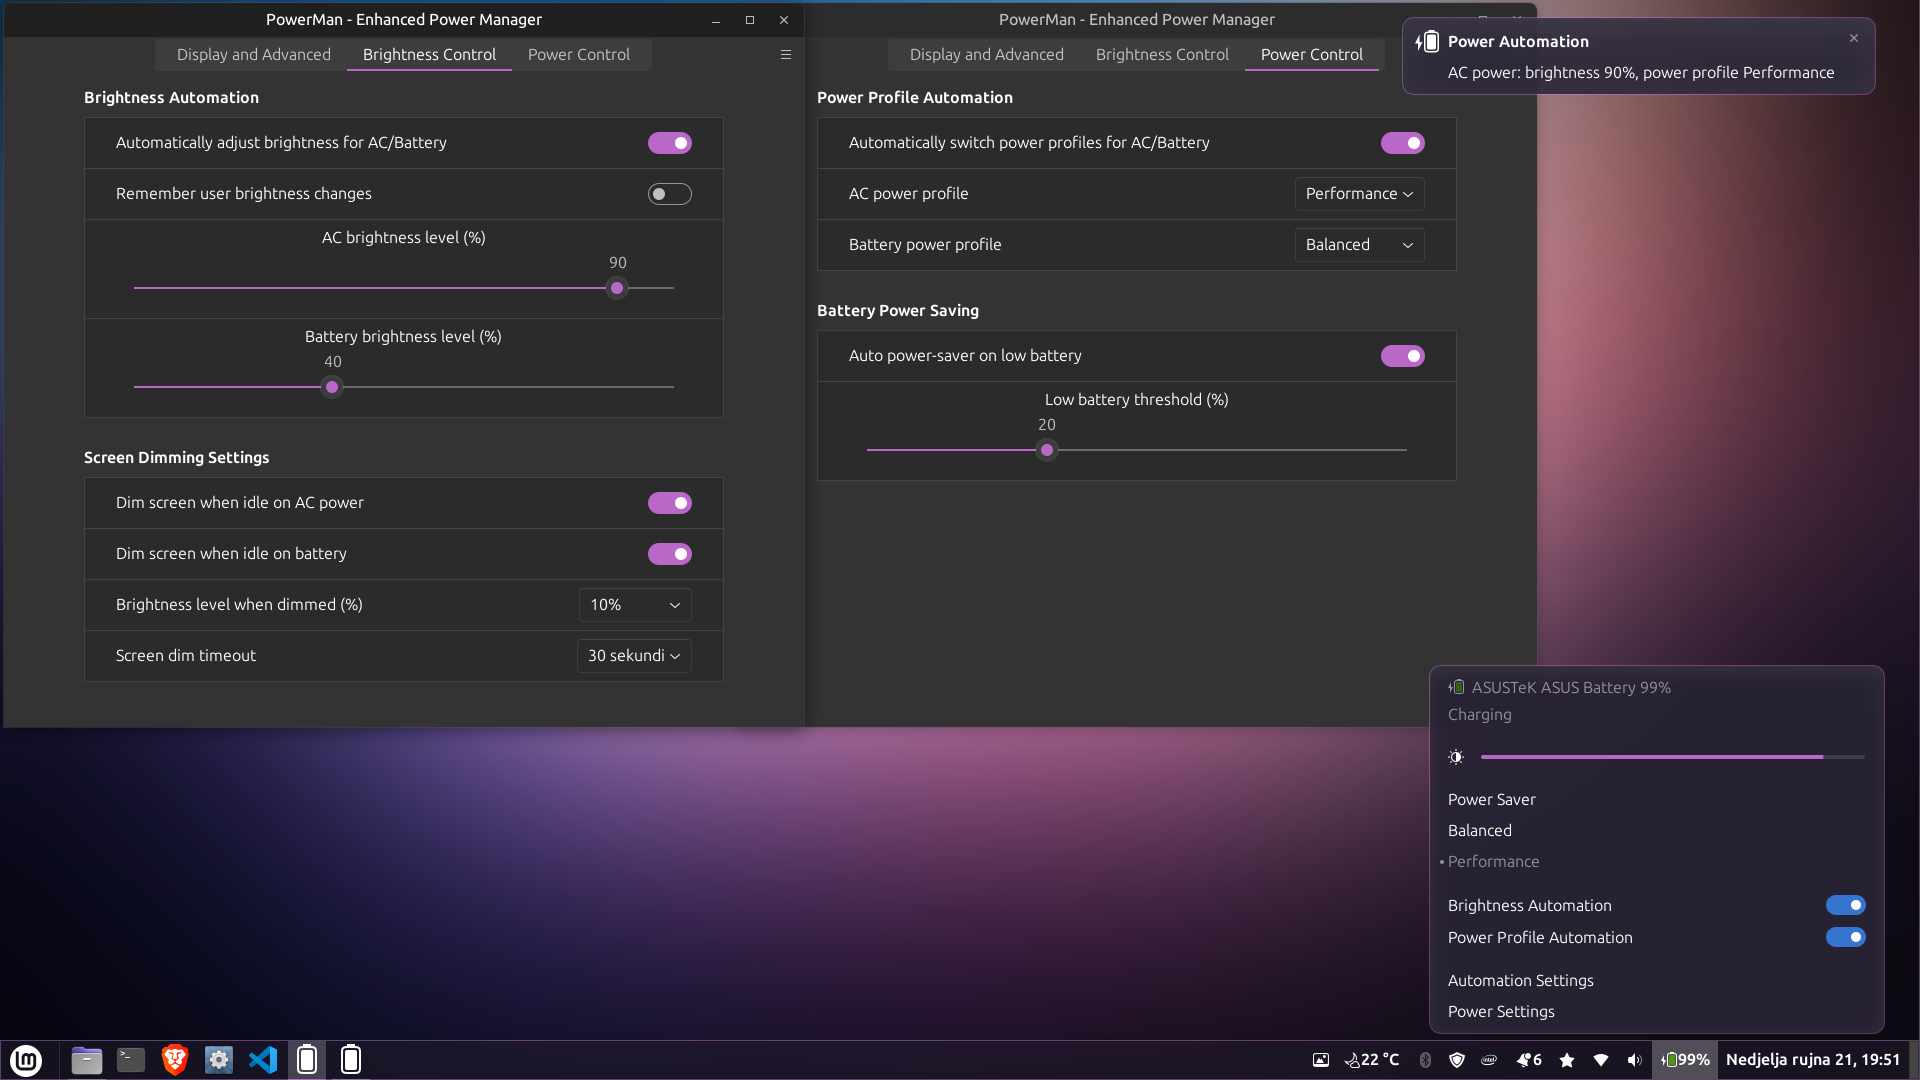 PowerMan - Enhanced Power Manager
Display and Advanced
Brightness Control
Power Control
Brightness Automation
Automatically adjust brightness for AC/Battery
Remember user brightness changes
AC brightness level (%)
90
Battery brightness level (%)
40
Screen Dimming Settings
Dim screen when idle on AC power
Dim screen when idle on battery
Brightness level when dimmed (%)
10%
Screen dim timeout
30 sekundi
PowerMan - Enhanced Power Manager
Display and Advanced
Brightness Control
Power Control
Power Profile Automation
Automatically switch power profiles for AC/Battery
AC power profile
Performance
Battery power profile
Balanced
Battery Power Saving
Auto power-saver on low battery
Low battery threshold (%)
20
Power Automation
AC power: brightness 90%, power profile Performance
ASUSTeK ASUS Battery 99%
Charging
Power Saver
Balanced
• Performance
Brightness Automation
Power Profile Automation
Automation Settings
Power Settings
22 °C
6
99%
Nedjelja rujna 21, 19:51